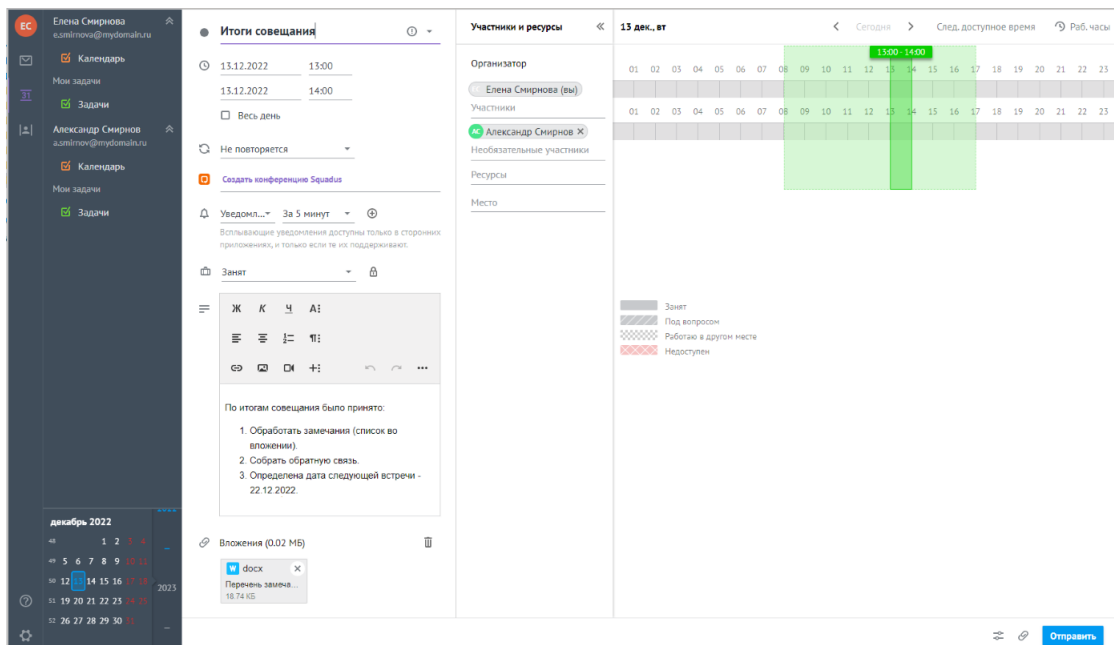 ЕС
Елена Смирнова
e.smirnova@mydomain.ru
Календарь
Мои задачи
31
Задачи
Александр Смирнов
a.smirnov@mydomain.ru
Календарь
Мои задачи
Задачи
декабрь 2022
48 1 2 3 4
49 5 6 7 8 9 10 11
50 12 13 14 15 16 17 18
2023
51 19 20 21 22 23 24 25
52 26 27 28 29 30 31
Итоги совещания
13.12.2022 13:00
13.12.2022 14:00
Весь день
Не повторяется
Создать конференцию Squadus
Уведомл... За 5 минут
Всплывающие уведомления доступны только в сторонних
приложениях, и только если те их поддерживают.
Занят
Ж К Ч А
По итогам совещания было принято:
1. Обработать замечания (список во
вложении).
2. Собрать обратную связь.
3. Определена дата следующей встречи -
22.12.2022.
Вложения (0.02 МБ)
W docx
Перечень замеча...
18.74 КБ
Участники и ресурсы
Организатор
Елена Смирнова (вы)
Участники
АС Александр Смирнов
Необязательные участники
Ресурсы
Место
13 дек., вт
Сегодня
След. доступное время
Раб. часы
13:00 - 14:00
01 02 03 04 05 06 07 08 09 10 11 12 13 14 15 16 17 18 19 20 21 22 23
01 02 03 04 05 06 07 08 09 10 11 12 13 14 15 16 17 18 19 20 21 22 23
Занят
Под вопросом
Работаю в другом месте
Недоступен
Отправить